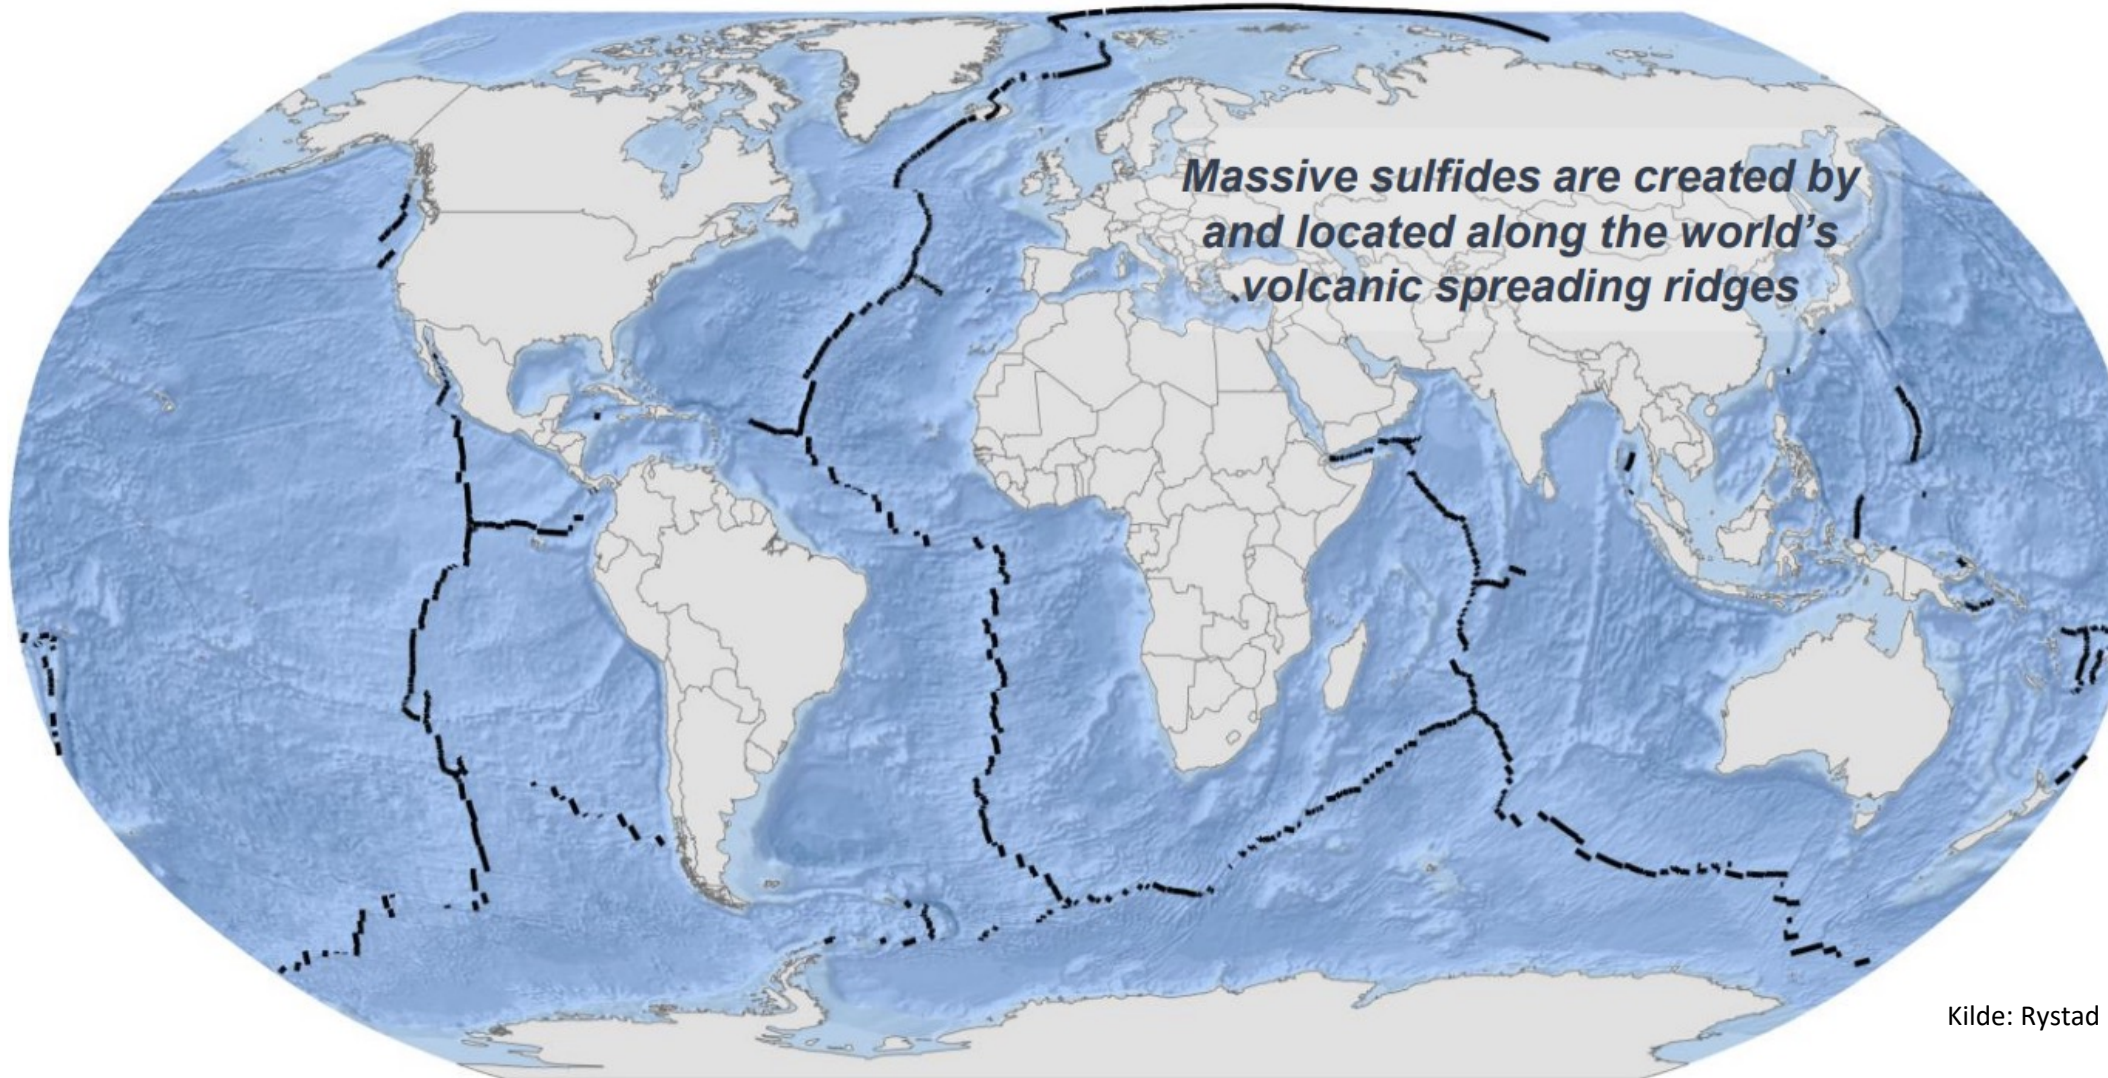 Massive sulfides are created by
and located along the world’s
volcanic spreading ridges
Kilde: Rystad